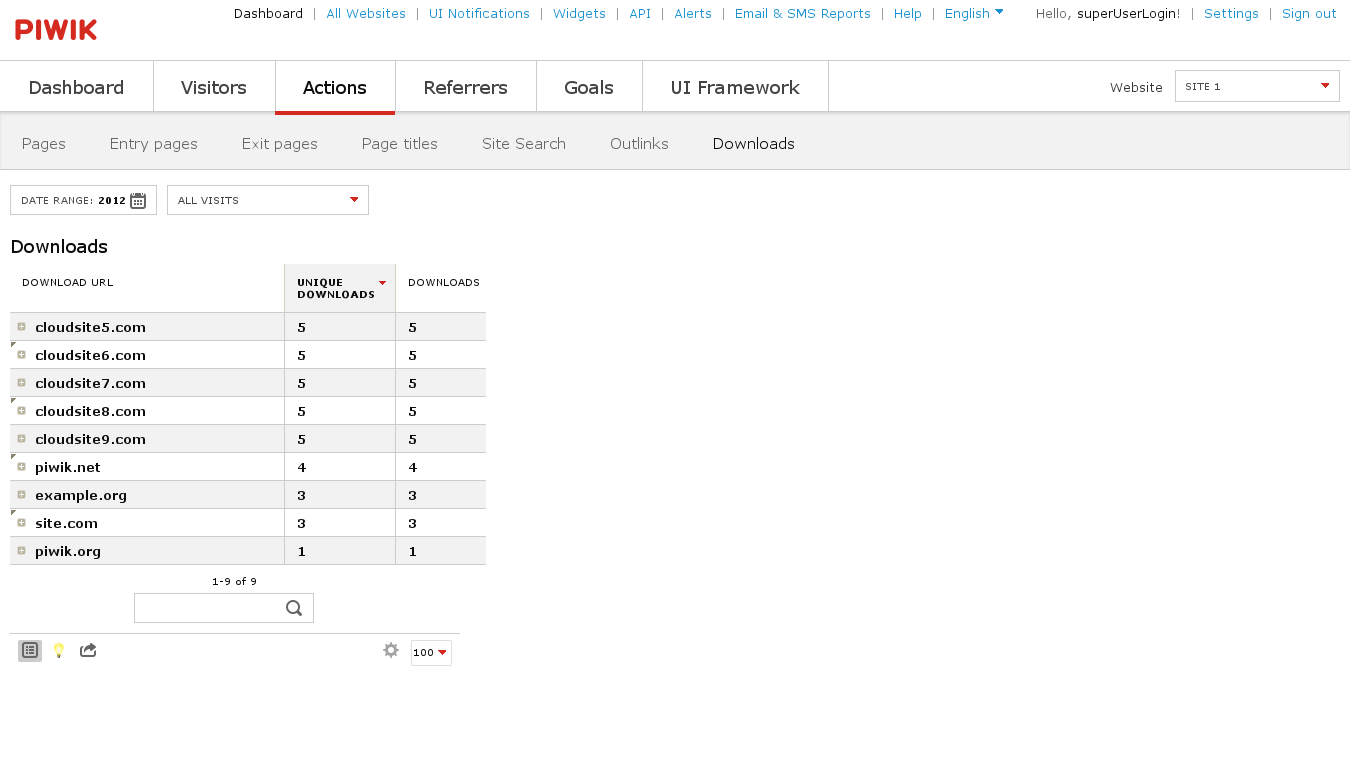 PIWIK
Dashboard | All Websites | UI Notifications | Widgets | API | Alerts | Email & SMS Reports | Help | English Hello, superUserLogin! | Settings | Sign out
Dashboard Visitors Actions Referrers Goals UI Framework Website SITE 1
Pages Entry pages Exit pages Page titles Site Search Outlinks Downloads
DATE RANGE: 2012 ALL VISITS
Downloads
DOWNLOAD URL UNIQUE DOWNLOADS DOWNLOADS
cloudsite5.com 5 5
cloudsite6.com 5 5
cloudsite7.com 5 5
cloudsite8.com 5 5
cloudsite9.com 5 5
piwik.net 4 4
example.org 3 3
site.com 3 3
piwik.org 1 1
1-9 of 9
100